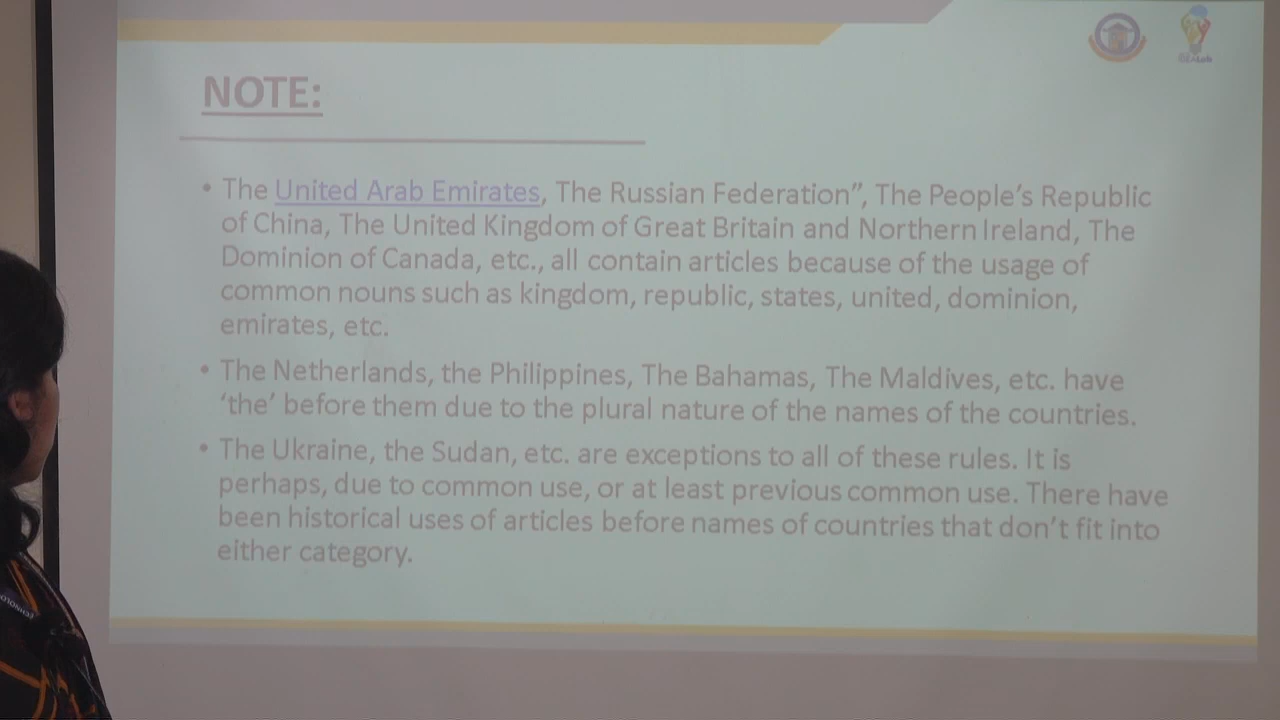 NOTE:
• The United Arab Emirates, The Russian Federation”, The People’s Republic
of China, The United Kingdom of Great Britain and Northern Ireland, The
Dominion of Canada, etc., all contain articles because of the usage of
common nouns such as kingdom, republic, states, united, dominion,
emirates, etc.
• The Netherlands, the Philippines, The Bahamas, The Maldives, etc. have
‘the’ before them due to the plural nature of the names of the countries.
• The Ukraine, the Sudan, etc. are exceptions to all of these rules. It is
perhaps, due to common use, or at least previous common use. There have
been historical uses of articles before names of countries that don’t fit into
either category.